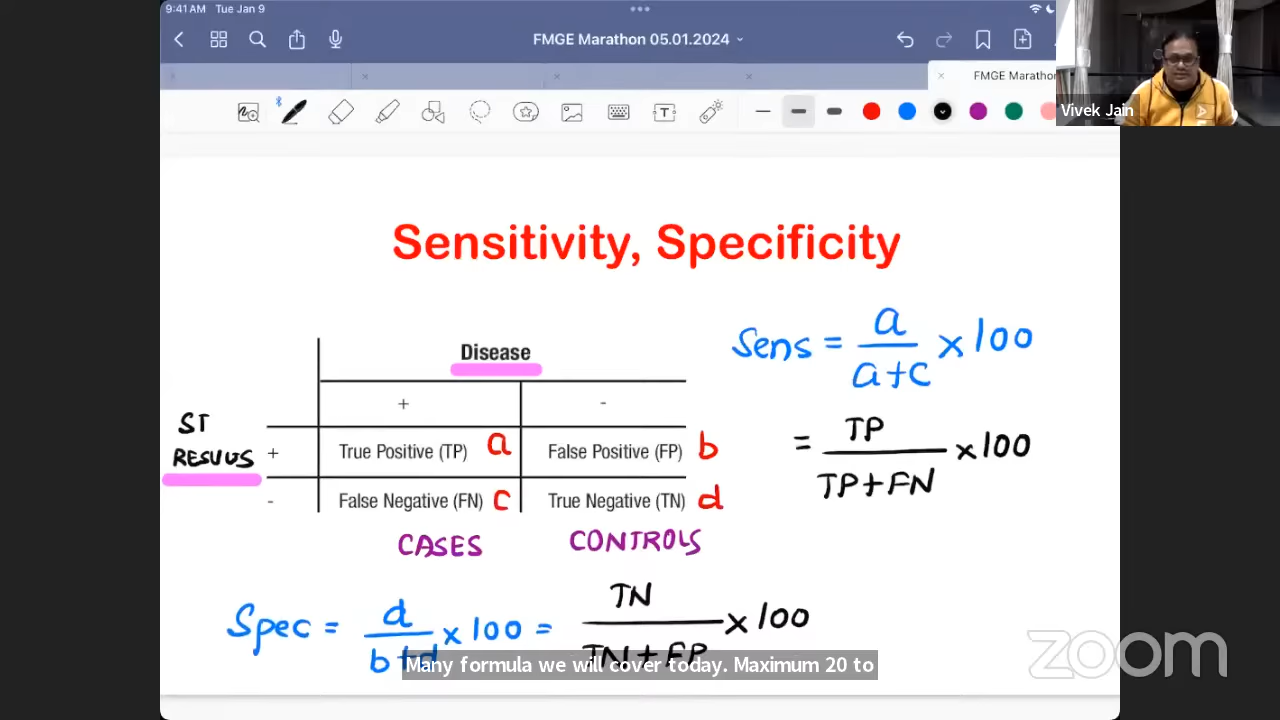 9:41 AM Tue Jan 9
FMGE Marathon 05.01.2024
FMGE Marathon
Vivek Jain
Sensitivity, Specificity
Sens = a / a+c × 100
= TP / TP+FN × 100
Disease
+ -
ST
RESULTS
+ True Positive (TP) a False Positive (FP) b
- False Negative (FN) c True Negative (TN) d
CASES CONTROLS
Spec = d / b+d × 100 = TN / TN+FP × 100
Many formula we will cover today. Maximum 20 to
zoom